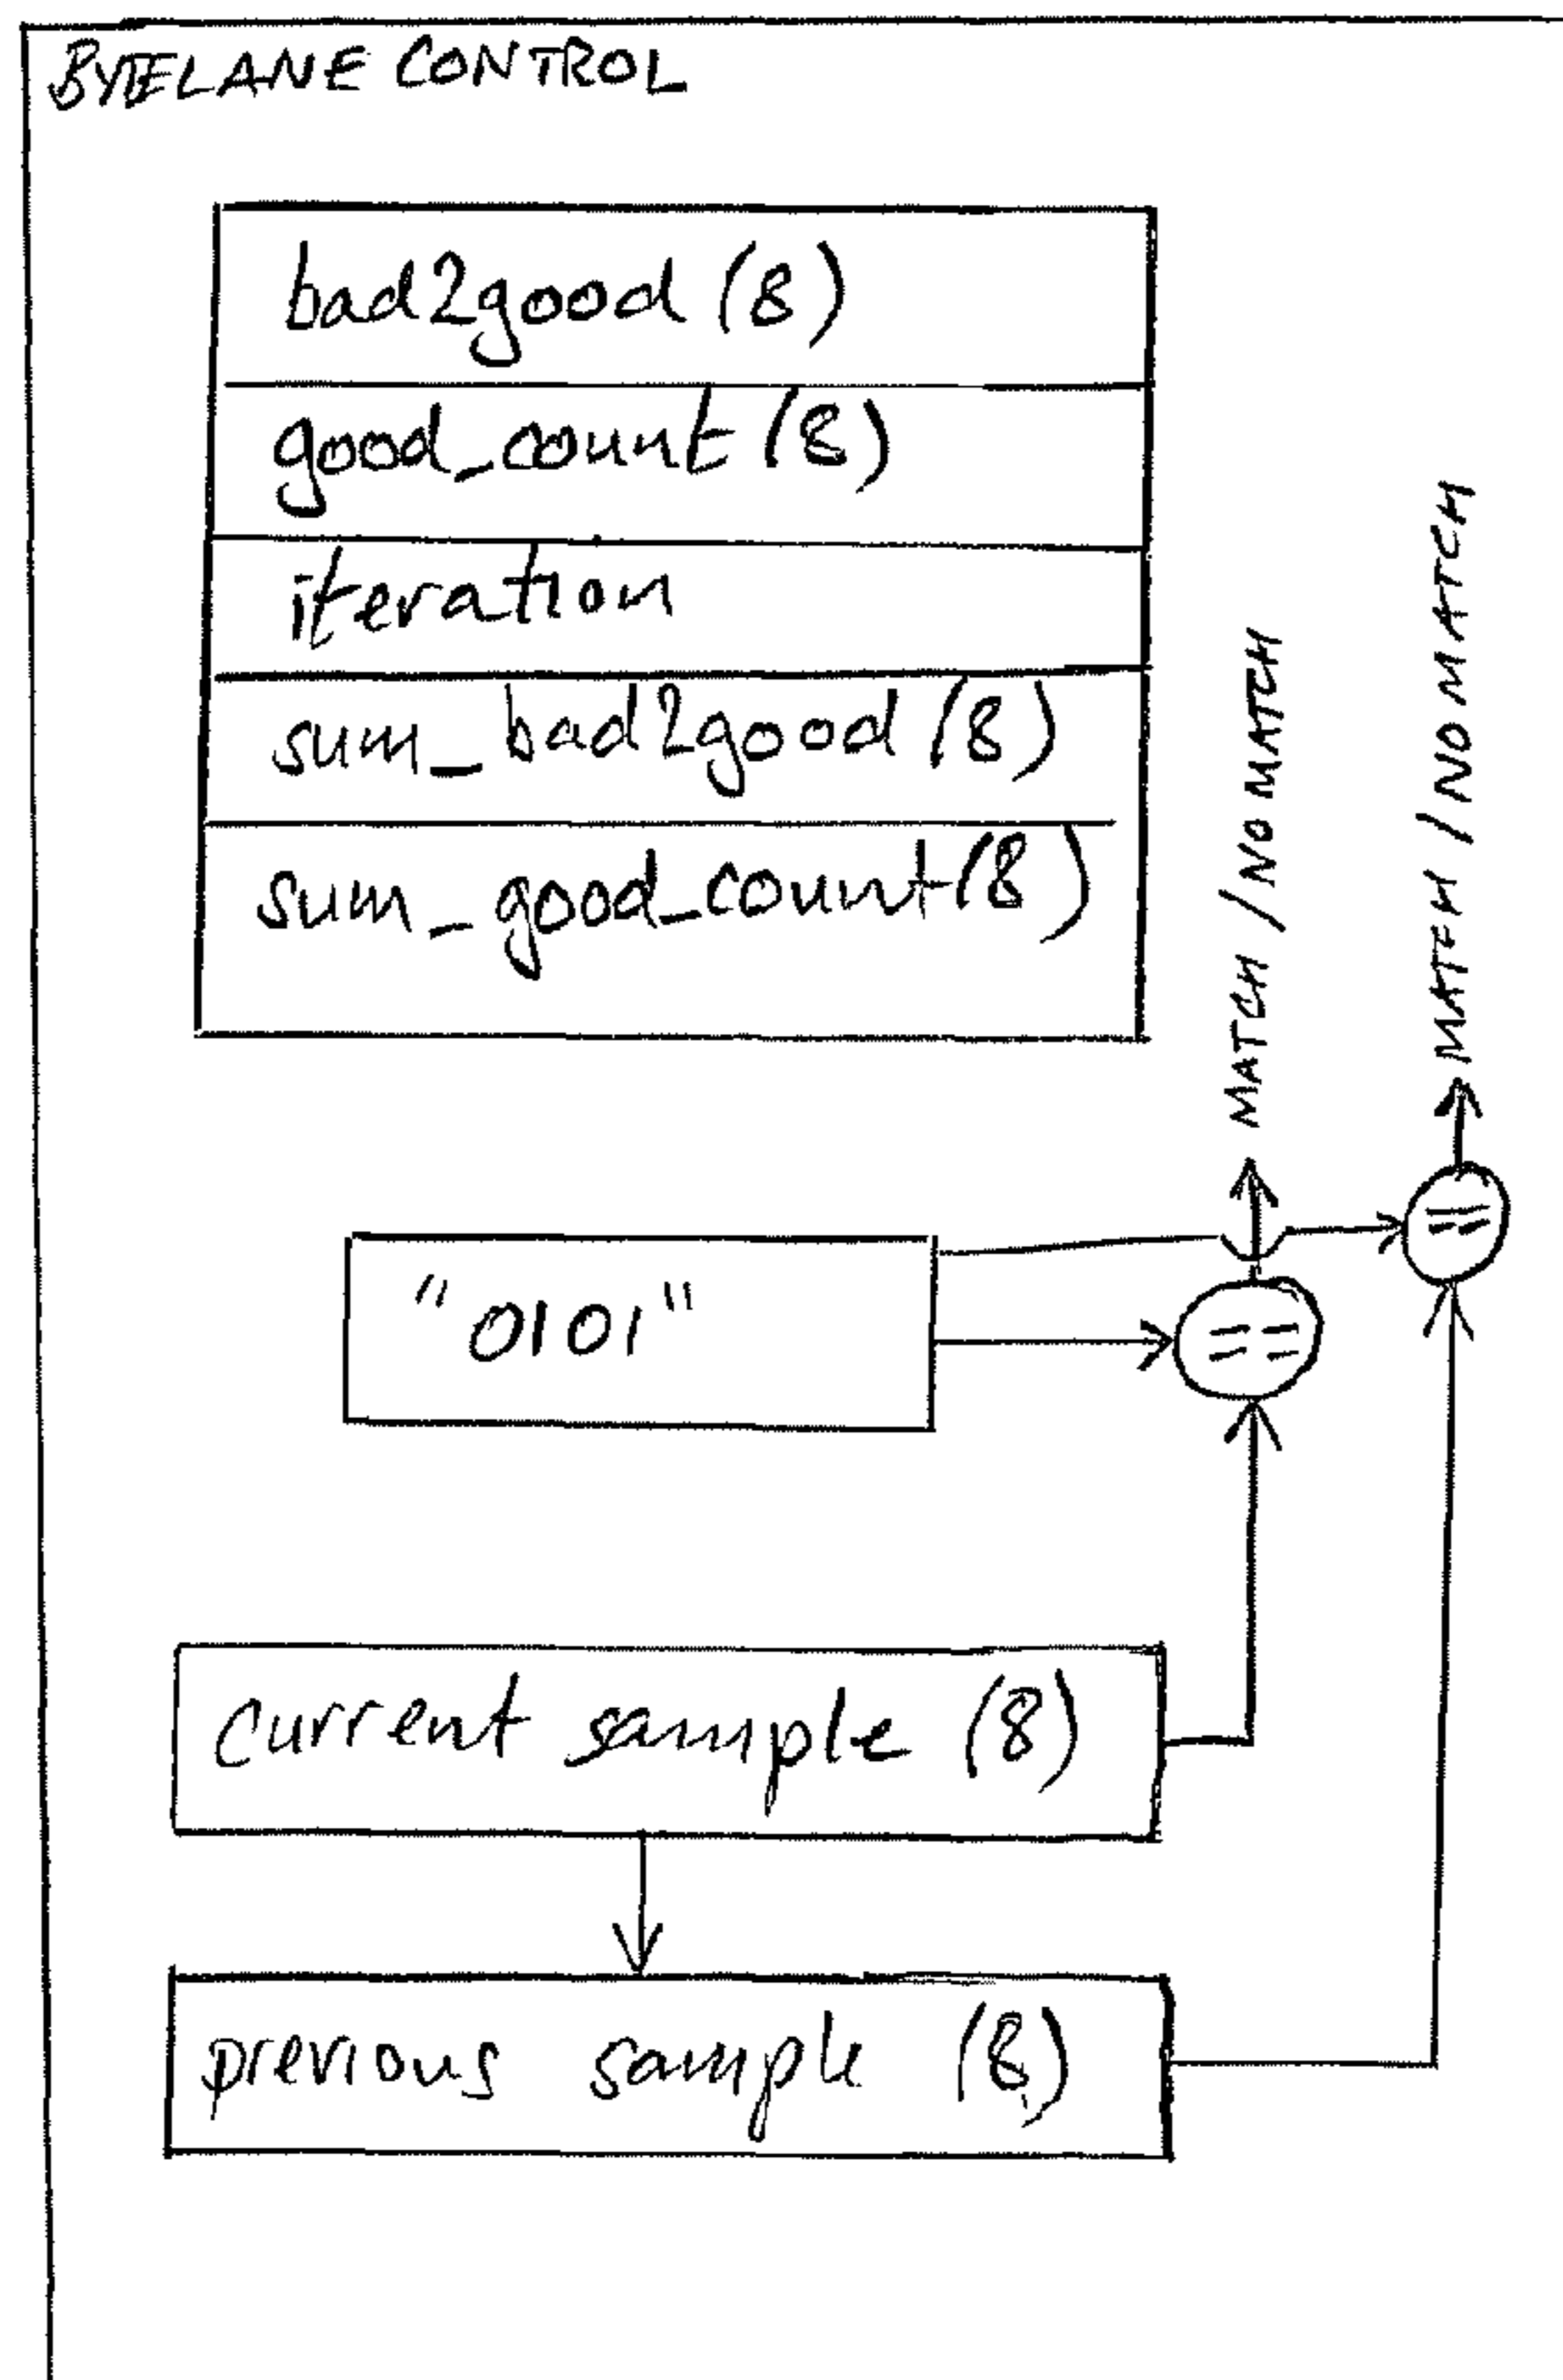 BYTELANE CONTROL
bad2good (8)
good_count (8)
iteration
sum_bad2good (8)
sum_good_count (8)
MATCH / NO MATCH
MATCH / NO MATCH
"0101"
==
=
current sample (8)
previous sample (8)